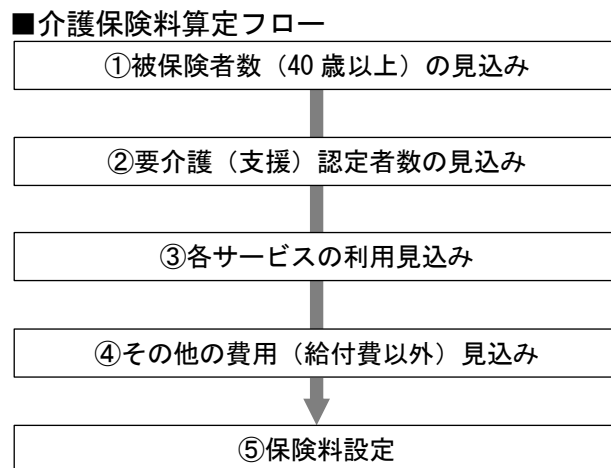 ■介護保険料算定フロー
①被保険者数（40 歳以上）の見込み
②要介護（支援）認定者数の見込み
③各サービスの利用見込み
④その他の費用（給付費以外）見込み
⑤保険料設定